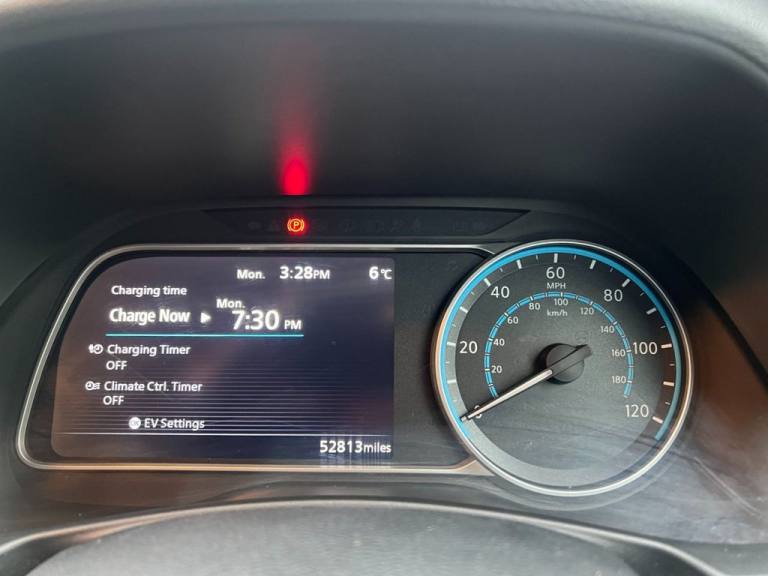 P
Mon. 3:28PM 6°C
Charging time
Charge Now Mon. 7:30 PM
Charging Timer
OFF
Climate Ctrl. Timer
OFF
OK EV Settings
52813miles
0 20 40 60 80 100 120
MPH
20 40 60 80 100 120 140 160 180
km/h